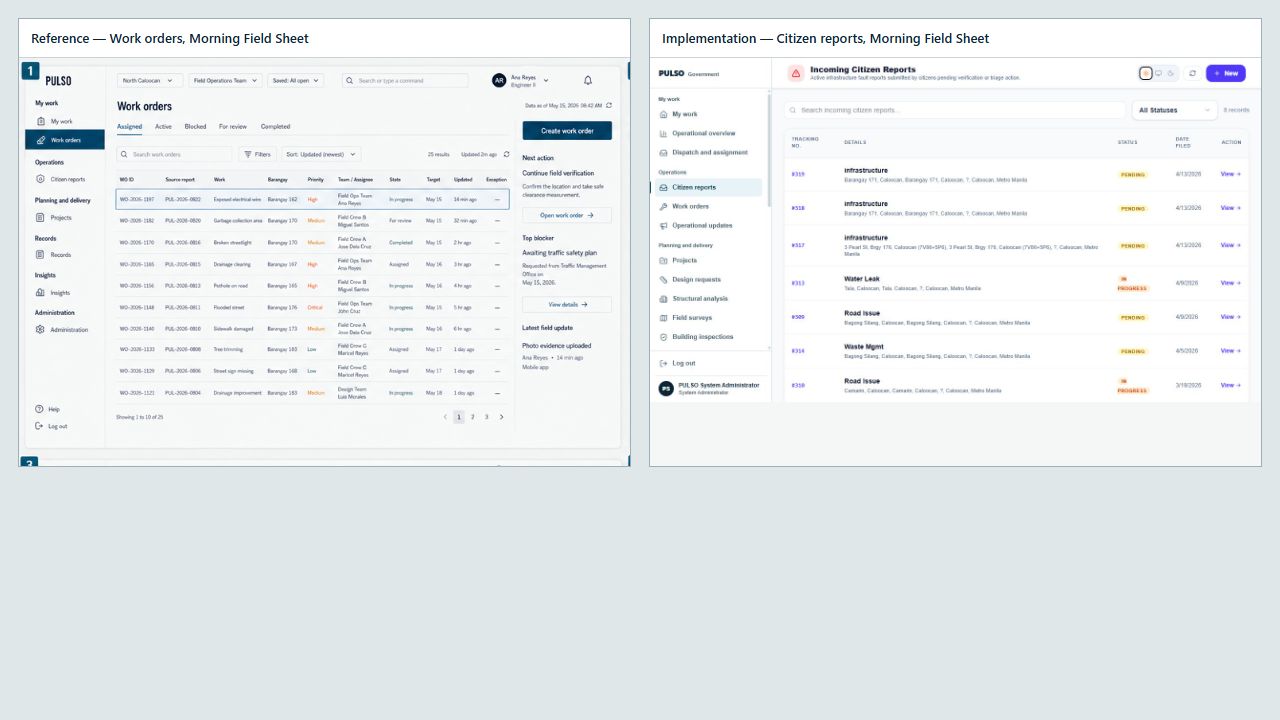 Reference — Work orders, Morning Field Sheet
1
PULSO
North Caloocan
Field Operations Team
Saved: All open
Search or type a command
AR
Ana Reyes
Engineer II
My work
My work
Work orders
Operations
Citizen reports
Planning and delivery
Projects
Records
Records
Insights
Insights
Administration
Administration
Help
Log out
Work orders
Data as of May 15, 2026 08:42 AM
Assigned Active Blocked For review Completed
Search work orders
Filters
Sort: Updated (newest)
25 results
Updated 2m ago
WO ID Source report Work Barangay Priority Team / Assignee State Target Updated Exception
WO-2026-1197 PUL-2026-0822 Exposed electrical wire Barangay 162 High Field Ops Team Ana Reyes In progress May 15 14 min ago —
WO-2026-1182 PUL-2026-0820 Garbage collection area Barangay 170 Medium Field Crew B Miguel Santos For review May 15 32 min ago —
WO-2026-1170 PUL-2026-0816 Broken streetlight Barangay 170 Medium Field Crew A Jose Dela Cruz Completed May 15 2 hr ago —
WO-2026-1165 PUL-2026-0815 Drainage clearing Barangay 167 High Field Ops Team Ana Reyes Assigned May 16 3 hr ago —
WO-2026-1156 PUL-2026-0813 Pothole on road Barangay 165 High Field Crew B Miguel Santos In progress May 16 4 hr ago —
WO-2026-1148 PUL-2026-0811 Flooded street Barangay 176 Critical Field Ops Team John Cruz In progress May 15 5 hr ago —
WO-2026-1140 PUL-2026-0810 Sidewalk damaged Barangay 173 Medium Field Crew A Jose Dela Cruz In progress May 16 6 hr ago —
WO-2026-1133 PUL-2026-0809 Tree trimming Barangay 183 Low Field Crew C Maricel Reyes Assigned May 17 1 day ago —
WO-2026-1129 PUL-2026-0806 Street sign missing Barangay 168 Low Field Crew C Maricel Reyes Assigned May 17 1 day ago —
WO-2026-1121 PUL-2026-0804 Drainage improvement Barangay 183 Medium Design Team Luis Morales In progress May 18 1 day ago —
Showing 1 to 10 of 25
1 2 3
Create work order
Next action
Continue field verification
Confirm the location and take safe
clearance measurement.
Open work order →
Top blocker
Awaiting traffic safety plan
Requested from Traffic Management
Office on
May 15, 2026.
View details →
Latest field update
Photo evidence uploaded
Ana Reyes • 14 min ago
Mobile app
Implementation — Citizen reports, Morning Field Sheet
PULSO Government
My work
My work
Operational overview
Dispatch and assignment
Operations
Citizen reports
Work orders
Operational updates
Planning and delivery
Projects
Design requests
Structural analysis
Field surveys
Building inspections
Log out
PS
PULSO System Administrator
System Administrator
Incoming Citizen Reports
Active infrastructure fault reports submitted by citizens pending verification or triage action.
+ New
Search incoming citizen reports...
All Statuses
8 records
TRACKING NO. DETAILS STATUS DATE FILED ACTION
#319 infrastructure PENDING 4/13/2026 View →
Barangay 171, Caloocan, Barangay 171, Caloocan, ?, Caloocan, Metro Manila
#318 infrastructure PENDING 4/13/2026 View →
Barangay 171, Caloocan, Barangay 171, Caloocan, ?, Caloocan, Metro Manila
#317 infrastructure PENDING 4/13/2026 View →
3 Pearl St, Brgy 178, Caloocan (7V86+5P6), 3 Pearl St, Brgy 178, Caloocan (7V86+5P6), ?, Caloocan, Metro
Manila
#313 Water Leak IN PROGRESS 4/9/2026 View →
Tala, Caloocan, Tala, Caloocan, ?, Caloocan, Metro Manila
#309 Road Issue PENDING 4/9/2026 View →
Bagong Silang, Caloocan, Bagong Silang, Caloocan, ?, Caloocan, Metro Manila
#314 Waste Mgmt PENDING 4/5/2026 View →
Bagong Silang, Caloocan, Bagong Silang, Caloocan, ?, Caloocan, Metro Manila
#310 Road Issue IN PROGRESS 3/19/2026 View →
Camarin, Caloocan, Camarin, Caloocan, ?, Caloocan, Metro Manila